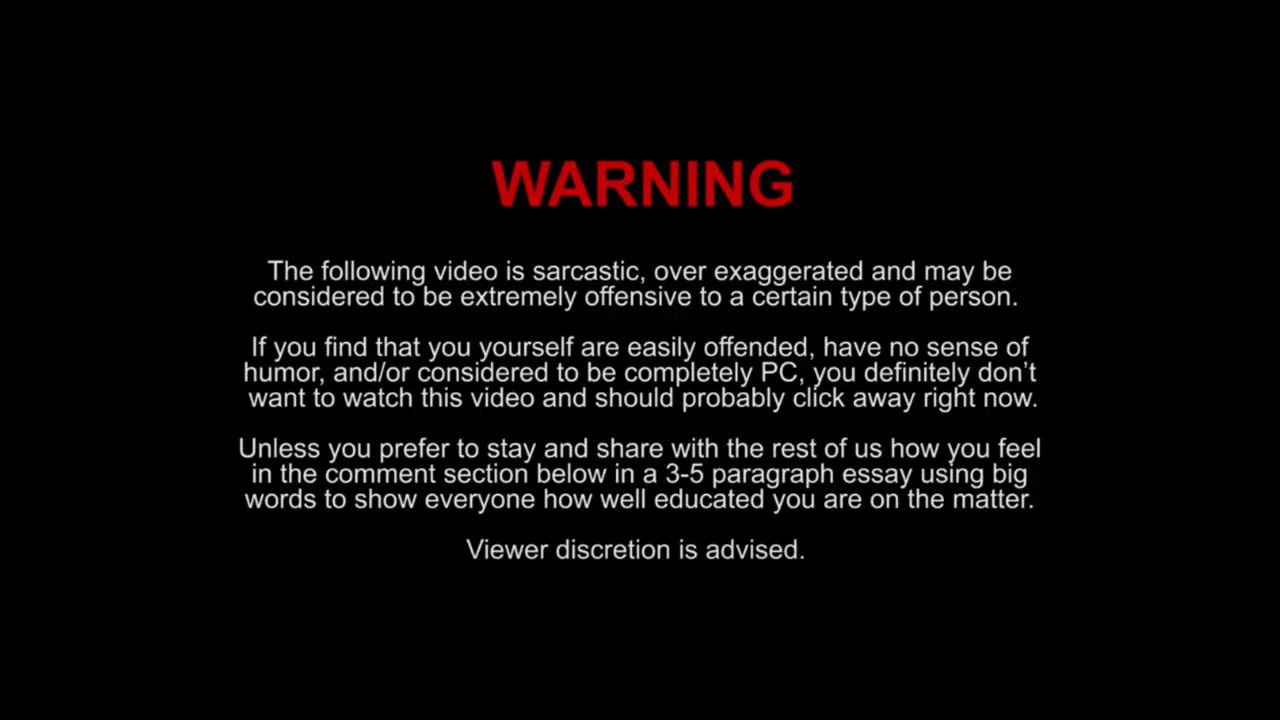 WARNING
The following video is sarcastic, over exaggerated and may be
considered to be extremely offensive to a certain type of person.
If you find that you yourself are easily offended, have no sense of
humor, and/or considered to be completely PC, you definitely don't
want to watch this video and should probably click away right now.
Unless you prefer to stay and share with the rest of us how you feel
in the comment section below in a 3-5 paragraph essay using big
words to show everyone how well educated you are on the matter.
Viewer discretion is advised.